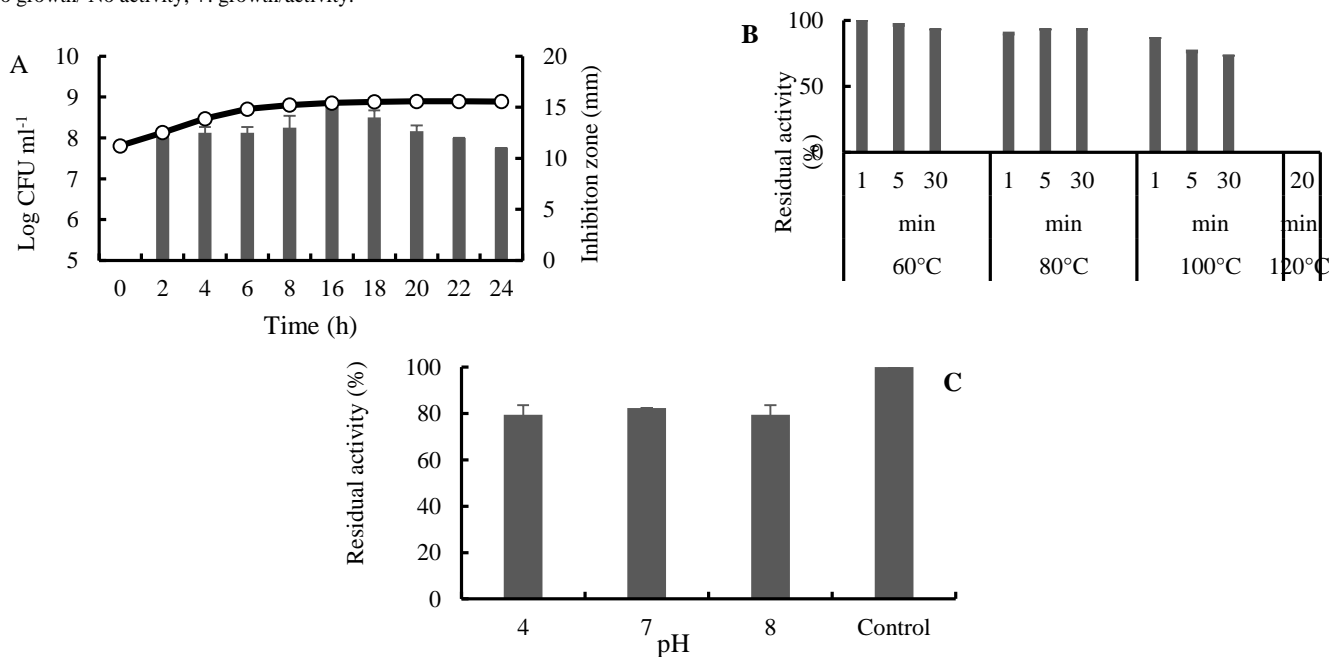 growth/ No activity; +: growth/activity.
A
10
9
8
7
6
5
Log CFU ml-1
20
15
10
5
0
Inhibiton zone (mm)
0 2 4 6 8 16 18 20 22 24
Time (h)
B
100
50
0
Residual activity
(%)
1 5 30 1 5 30 1 5 30 20
min min min min
60°C 80°C 100°C 120°C
C
100
80
60
40
20
0
Residual activity (%)
4 7 8 Control
pH